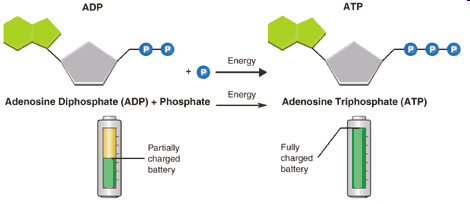 ADP
ATP
P P
+ P
Energy
P P P
Adenosine Diphosphate (ADP) + Phosphate
Energy
Adenosine Triphosphate (ATP)
Partially
charged
battery
Fully
charged
battery